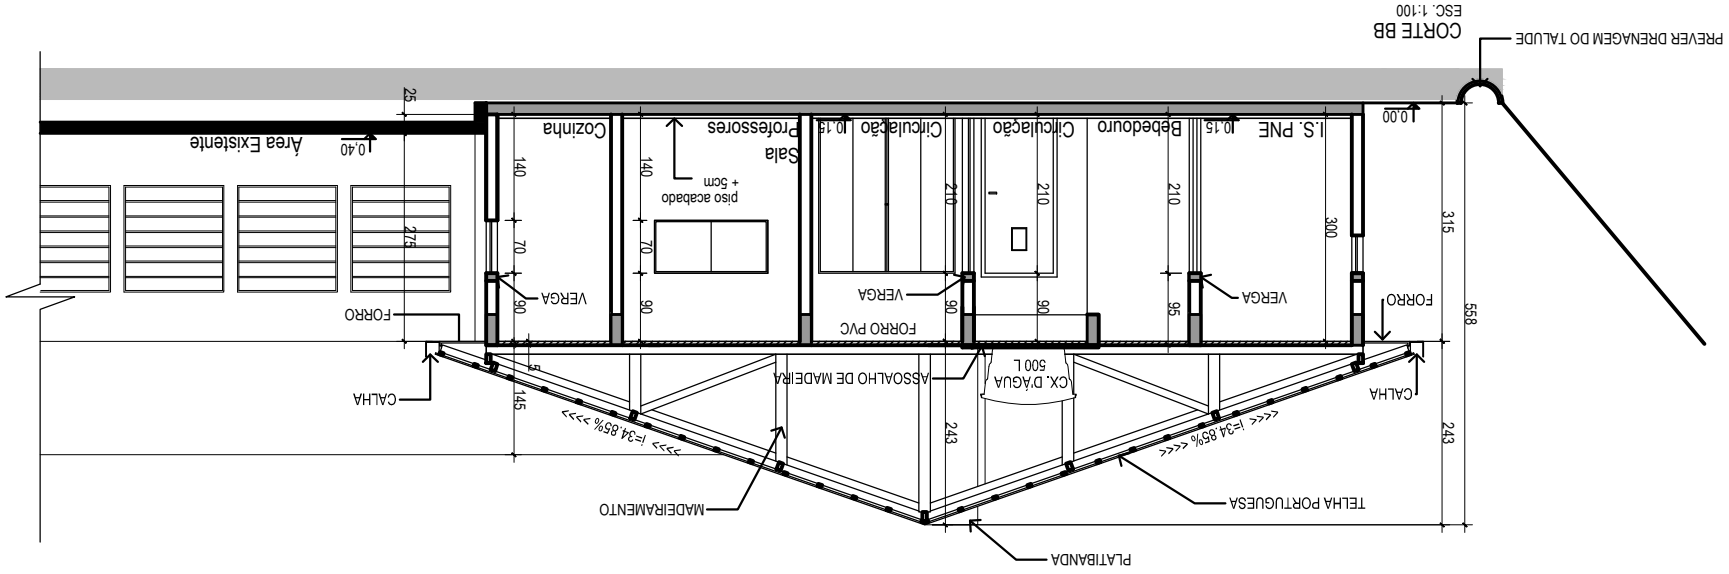 PLATIBANDA
TELHA PORTUGUESA
MADEIRAMENTO
<<<< i=34.85% <<<<
>>>> i=34.85% >>>>
243
243
145
CALHA
CALHA
CX. D'ÁGUA
500 L
ASSOALHO DE MADEIRA
5
558
FORRO
FORRO PVC
FORRO
VERGA
VERGA
VERGA
95
90
90
90
90
315
300
70
70
275
210
210
210
piso acabado
+ 5cm
140
140
0,00
I.S. PNE
0,15
Bebedouro
Circulação
Circulação
0,15
Sala
Professores
Cozinha
0,40
Área Existente
25
PREVER DRENAGEM DO TALUDE
CORTE BB
ESC. 1:100